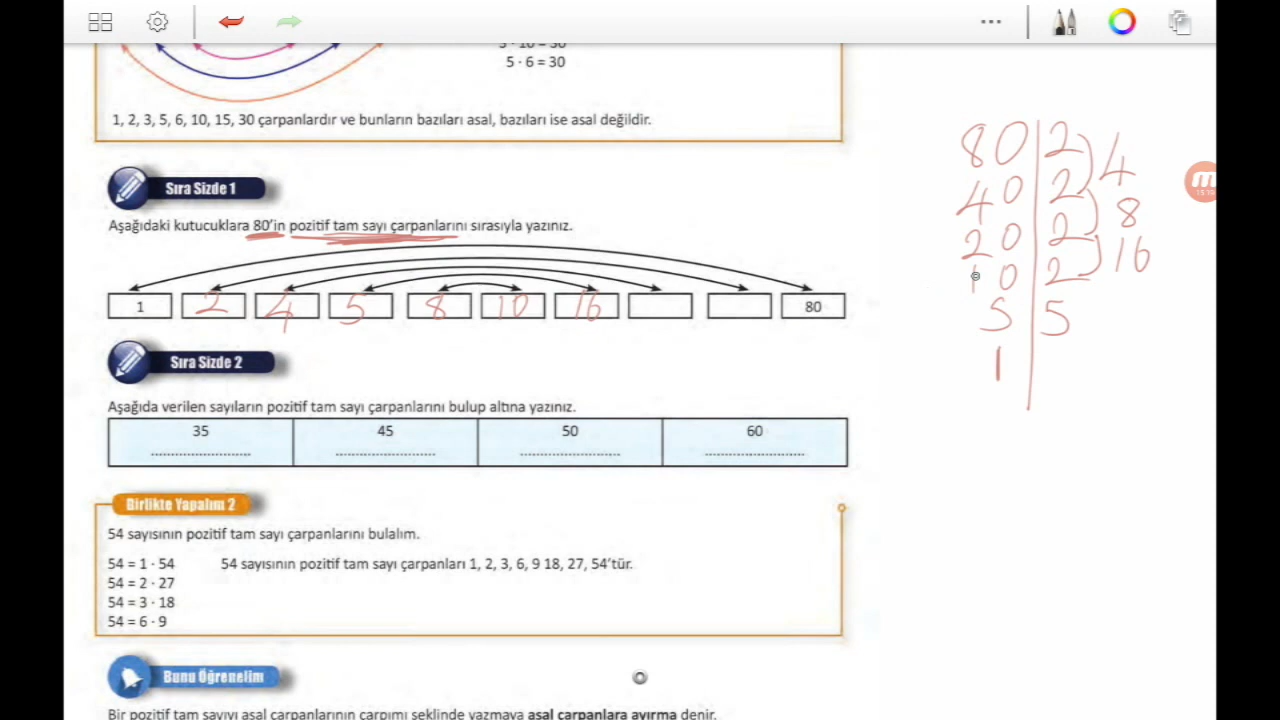 5 · 10 = 50
5 · 6 = 30
1, 2, 3, 5, 6, 10, 15, 30 çarpanlardır ve bunların bazıları asal, bazıları ise asal değildir.
Sıra Sizde 1
Aşağıdaki kutucuklara 80'in pozitif tam sayı çarpanlarını sırasıyla yazınız.
1 2 4 5 8 10 16 80
80 2
40 2 4
20 2 8
10 2 16
5 5
1
Sıra Sizde 2
Aşağıda verilen sayıların pozitif tam sayı çarpanlarını bulup altına yazınız.
35 45 50 60
........................ ........................ ........................ ........................
Birlikte Yapalım 2
54 sayısının pozitif tam sayı çarpanlarını bulalım.
54 = 1 · 54 54 sayısının pozitif tam sayı çarpanları 1, 2, 3, 6, 9 18, 27, 54'tür.
54 = 2 · 27
54 = 3 · 18
54 = 6 · 9
Bunu Öğrenelim
Bir pozitif tam sayıyı asal çarpanlarının çarpımı şeklinde yazmaya asal çarpanlara ayırma denir.